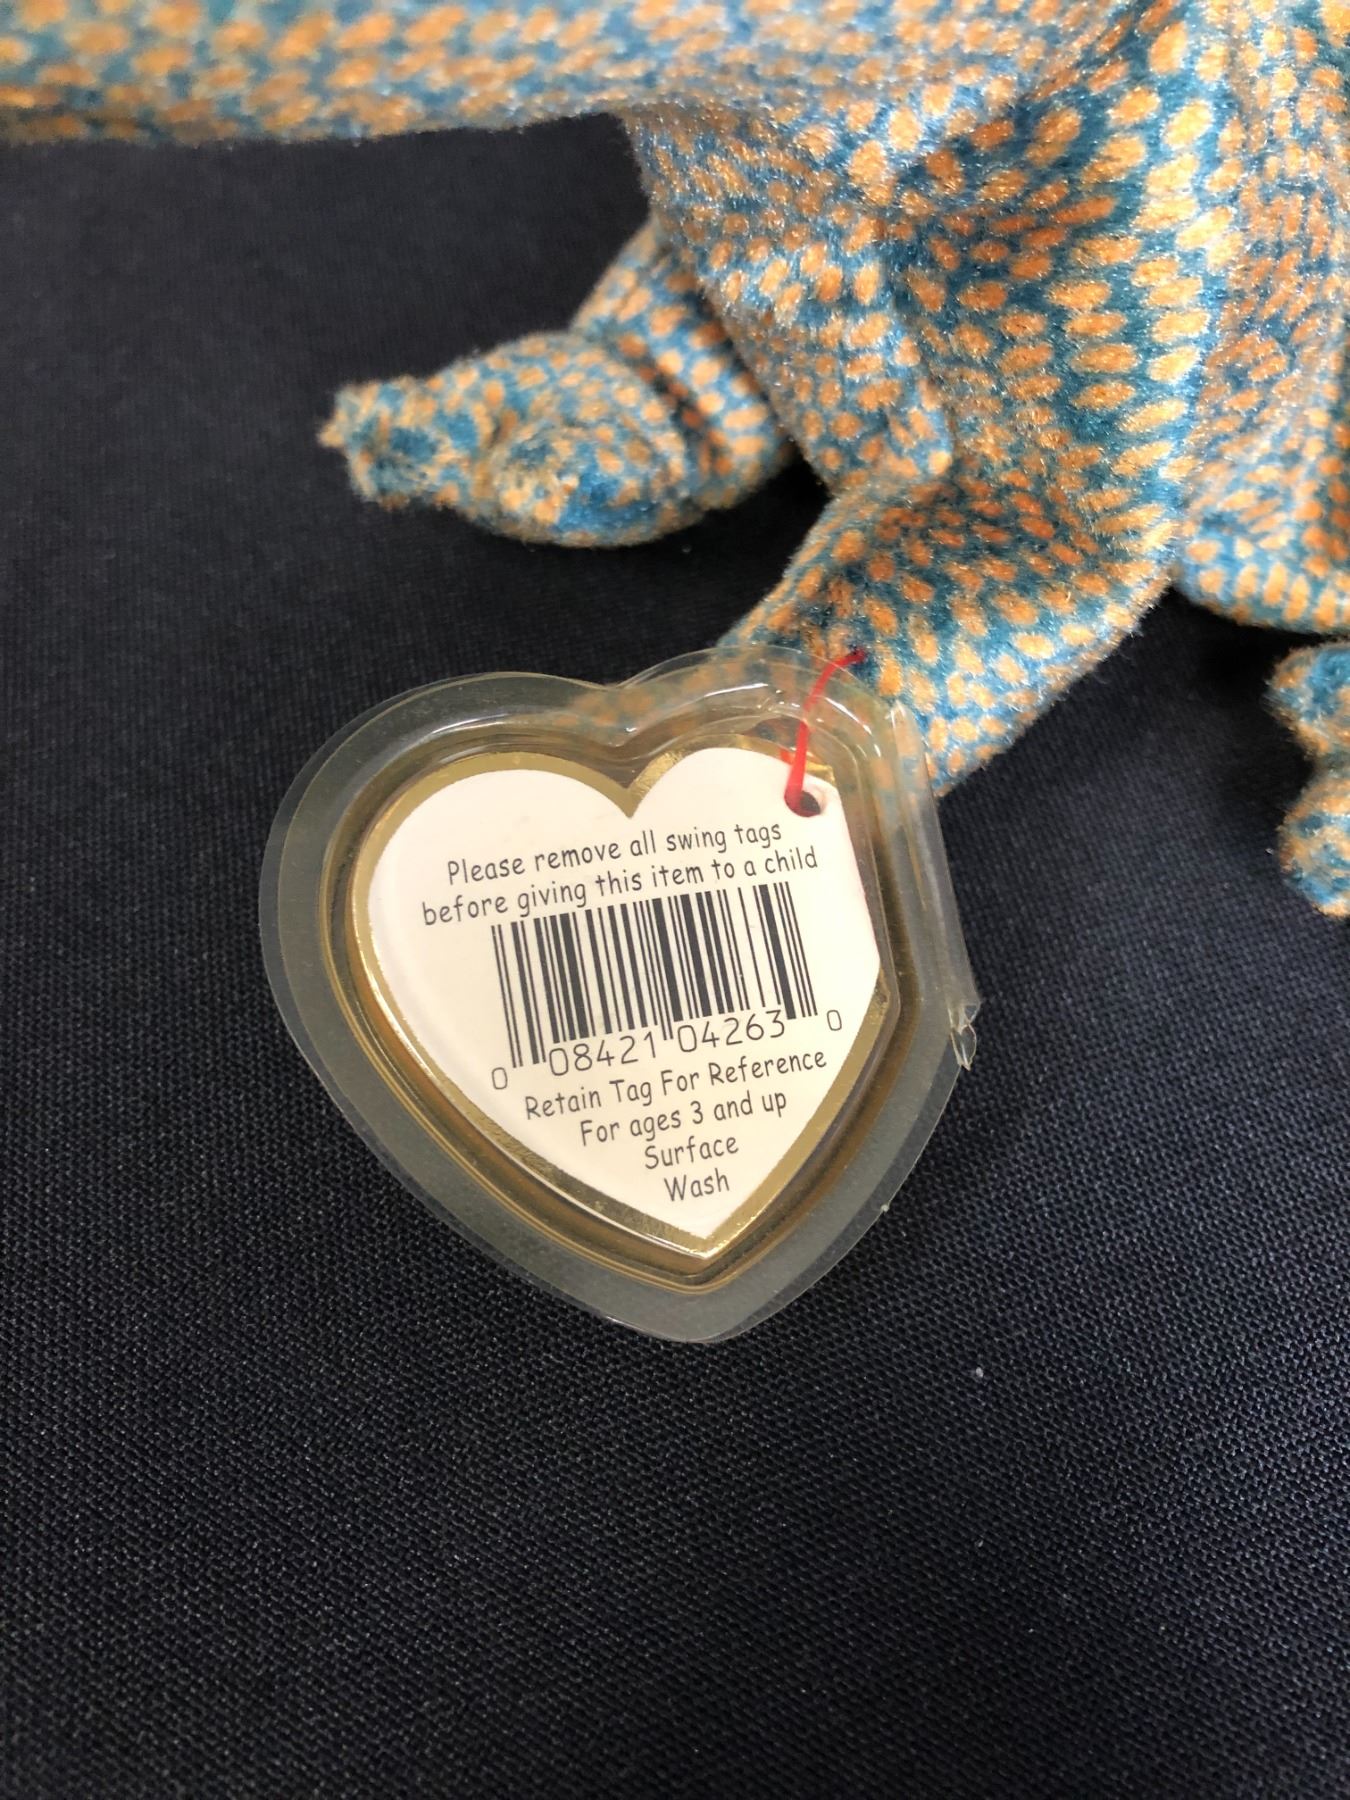 Please remove all swing tags
before giving this item to a child
0 08421 04263 0
Retain Tag For Reference
For ages 3 and up
Surface
Wash